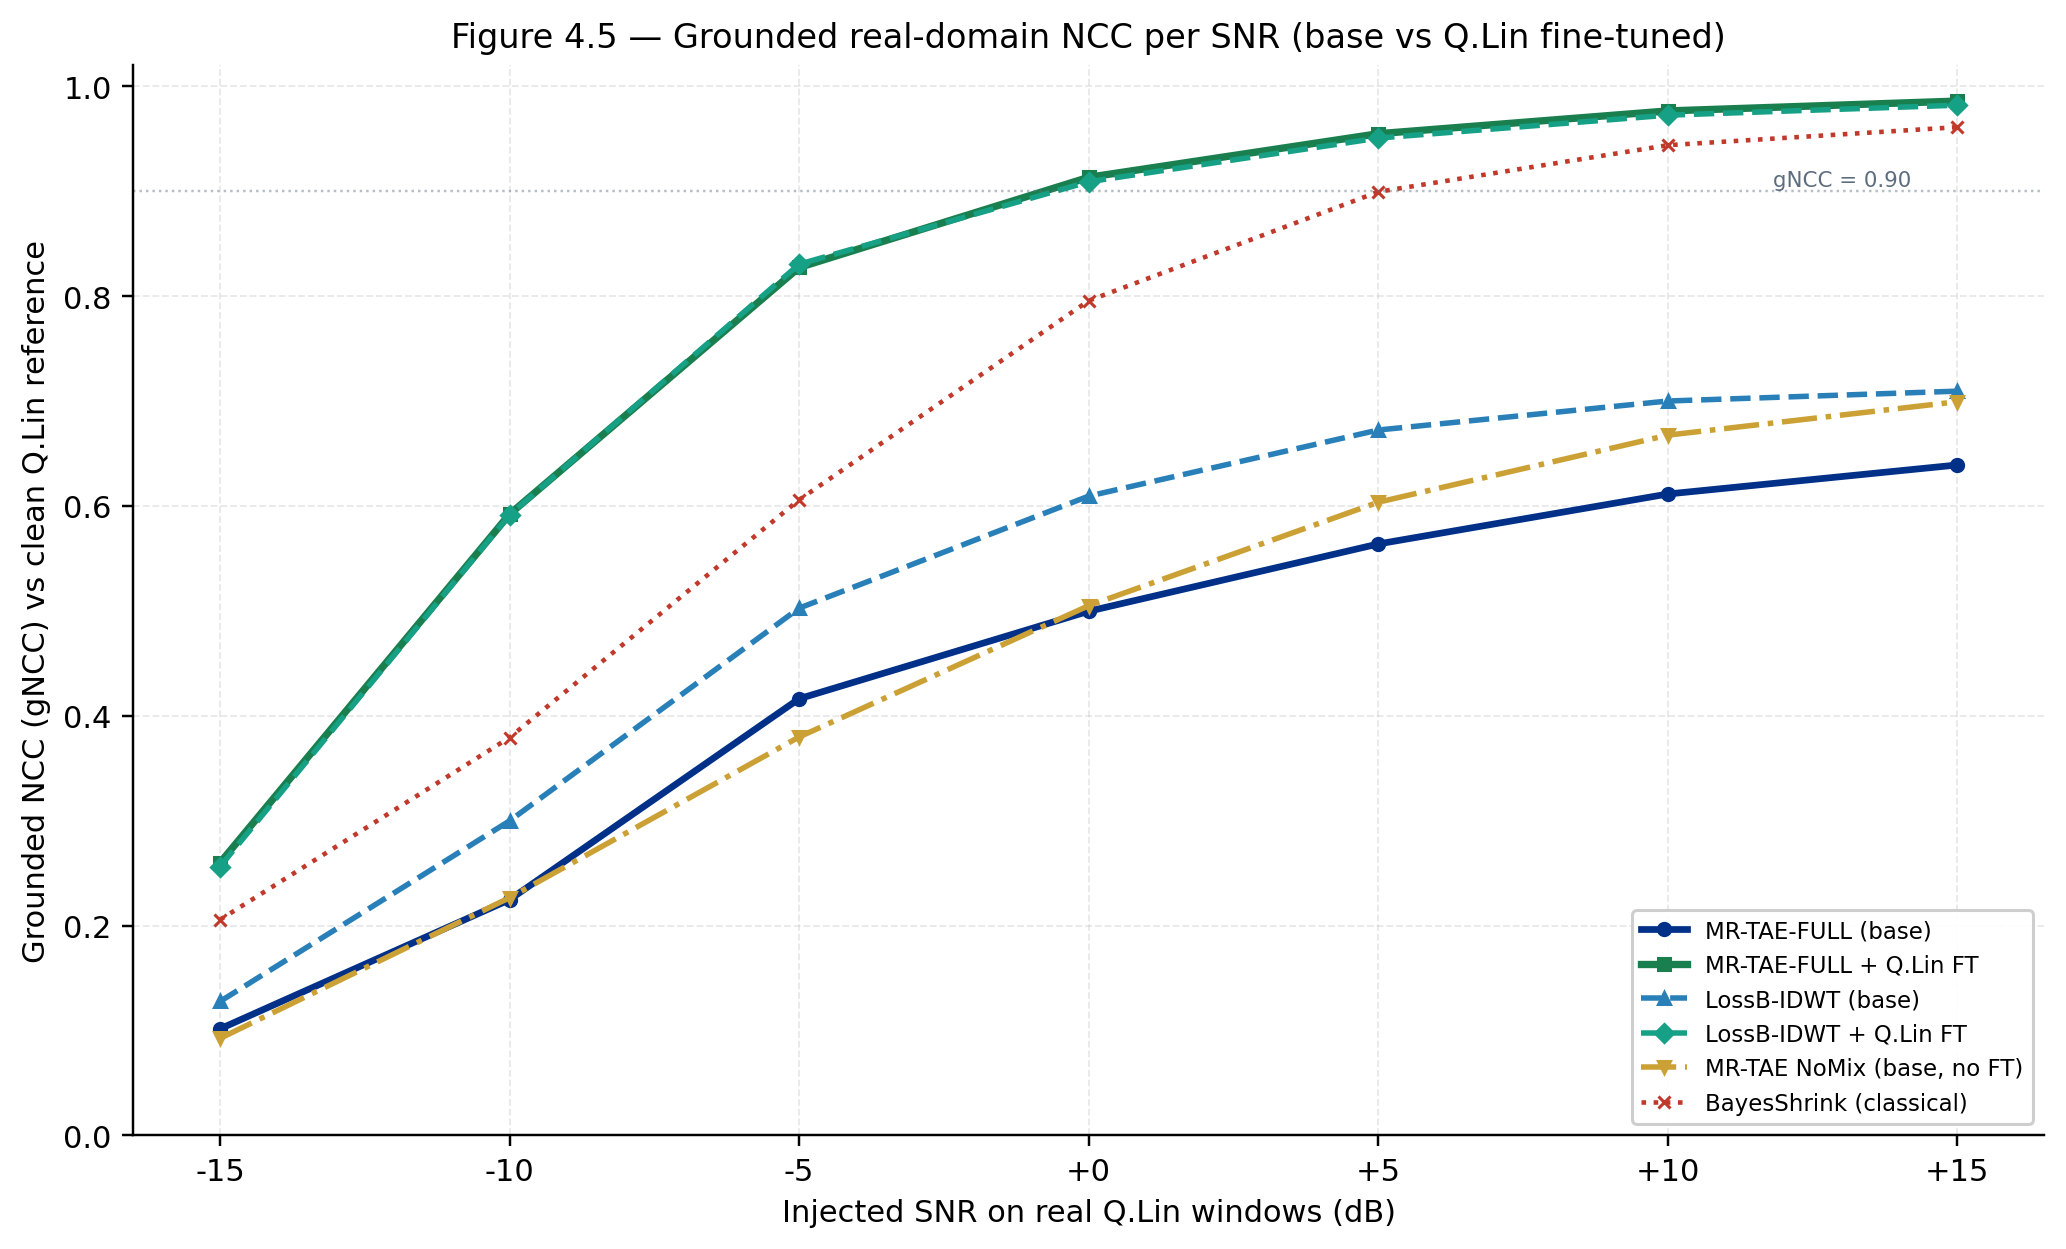 Figure 4.5 — Grounded real-domain NCC per SNR (base vs Q.Lin fine-tuned)
Grounded NCC (gNCC) vs clean Q.Lin reference
1.0
0.8
0.6
0.4
0.2
0.0
gNCC = 0.90
MR-TAE-FULL (base)
MR-TAE-FULL + Q.Lin FT
LossB-IDWT (base)
LossB-IDWT + Q.Lin FT
MR-TAE NoMix (base, no FT)
BayesShrink (classical)
-15 -10 -5 +0 +5 +10 +15
Injected SNR on real Q.Lin windows (dB)